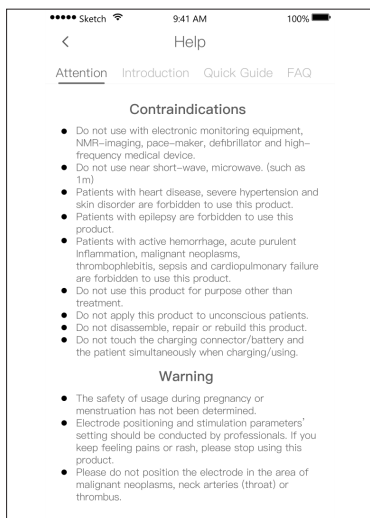 Sketch 9:41 AM 100%
Help
Attention Introduction Quick Guide FAQ
Contraindications
● Do not use with electronic monitoring equipment,
NMR-imaging, pace-maker, defibrillator and high-
frequency medical device.
● Do not use near short-wave, microwave. (such as
1m)
● Patients with heart disease, severe hypertension and
skin disorder are forbidden to use this product.
● Patients with epilepsy are forbidden to use this
product.
● Patients with active hemorrhage, acute purulent
Inflammation, malignant neoplasms,
thrombophlebitis, sepsis and cardiopulmonary failure
are forbidden to use this product.
● Do not use this product for purpose other than
treatment.
● Do not apply this product to unconscious patients.
● Do not disassemble, repair or rebuild this product.
● Do not touch the charging connector/battery and
the patient simultaneously when charging/using.
Warning
● The safety of usage during pregnancy or
menstruation has not been determined.
● Electrode positioning and stimulation parameters'
setting should be conducted by professionals. If you
keep feeling pains or rash, please stop using this
product.
● Please do not position the electrode in the area of
malignant neoplasms, neck arteries (throat) or
thrombus.